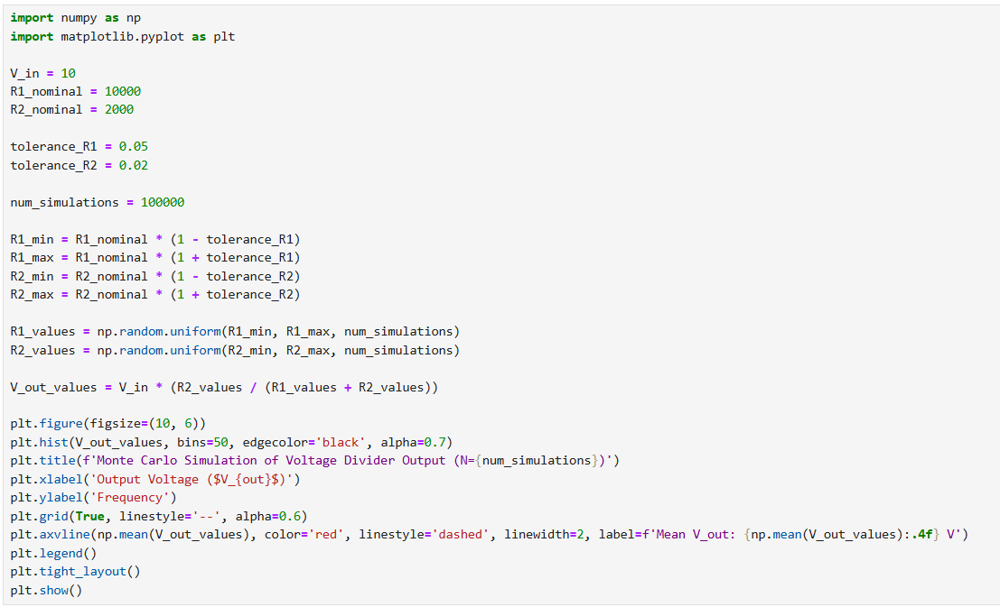 import numpy as np
import matplotlib.pyplot as plt
V_in = 10
R1_nominal = 10000
R2_nominal = 2000
tolerance_R1 = 0.05
tolerance_R2 = 0.02
num_simulations = 100000
R1_min = R1_nominal * (1 - tolerance_R1)
R1_max = R1_nominal * (1 + tolerance_R1)
R2_min = R2_nominal * (1 - tolerance_R2)
R2_max = R2_nominal * (1 + tolerance_R2)
R1_values = np.random.uniform(R1_min, R1_max, num_simulations)
R2_values = np.random.uniform(R2_min, R2_max, num_simulations)
V_out_values = V_in * (R2_values / (R1_values + R2_values))
plt.figure(figsize=(10, 6))
plt.hist(V_out_values, bins=50, edgecolor='black', alpha=0.7)
plt.title(f'Monte Carlo Simulation of Voltage Divider Output (N={num_simulations})')
plt.xlabel('Output Voltage ($V_{out}$)')
plt.ylabel('Frequency')
plt.grid(True, linestyle='--', alpha=0.6)
plt.axvline(np.mean(V_out_values), color='red', linestyle='dashed', linewidth=2, label=f'Mean V_out: {np.mean(V_out_values):.4f} V')
plt.legend()
plt.tight_layout()
plt.show()